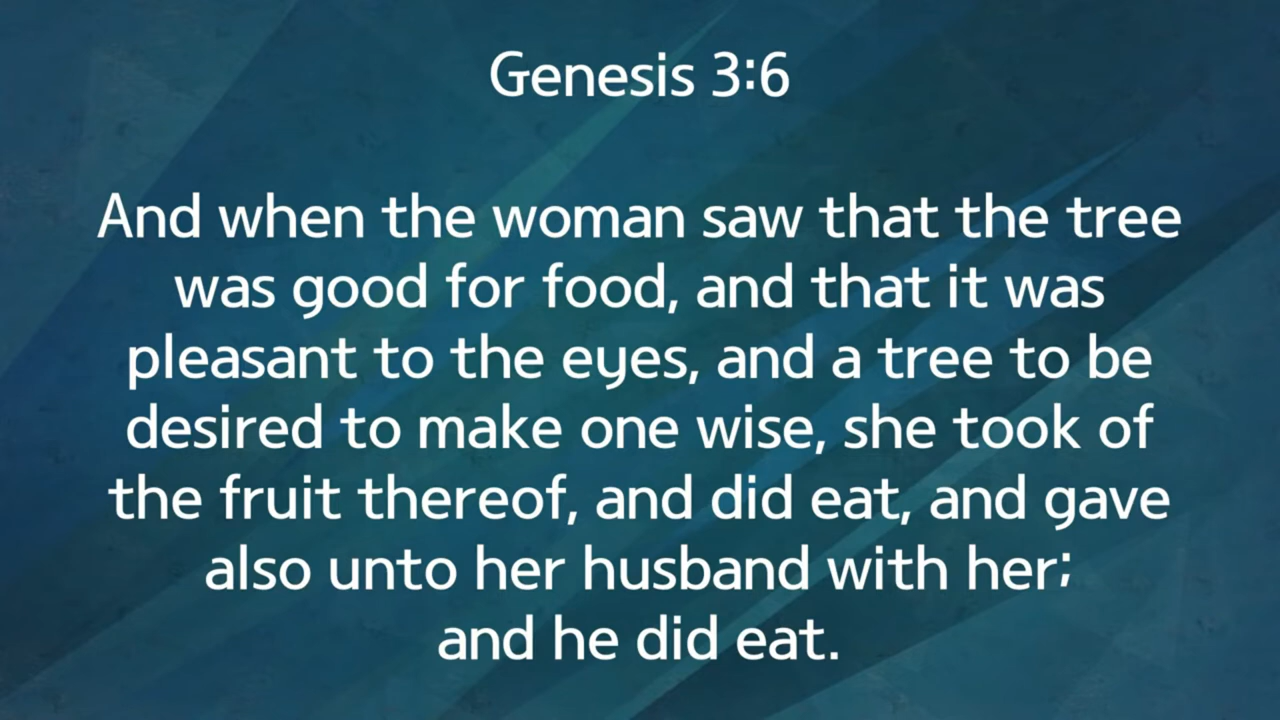 Genesis 3:6
And when the woman saw that the tree
was good for food, and that it was
pleasant to the eyes, and a tree to be
desired to make one wise, she took of
the fruit thereof, and did eat, and gave
also unto her husband with her;
and he did eat.